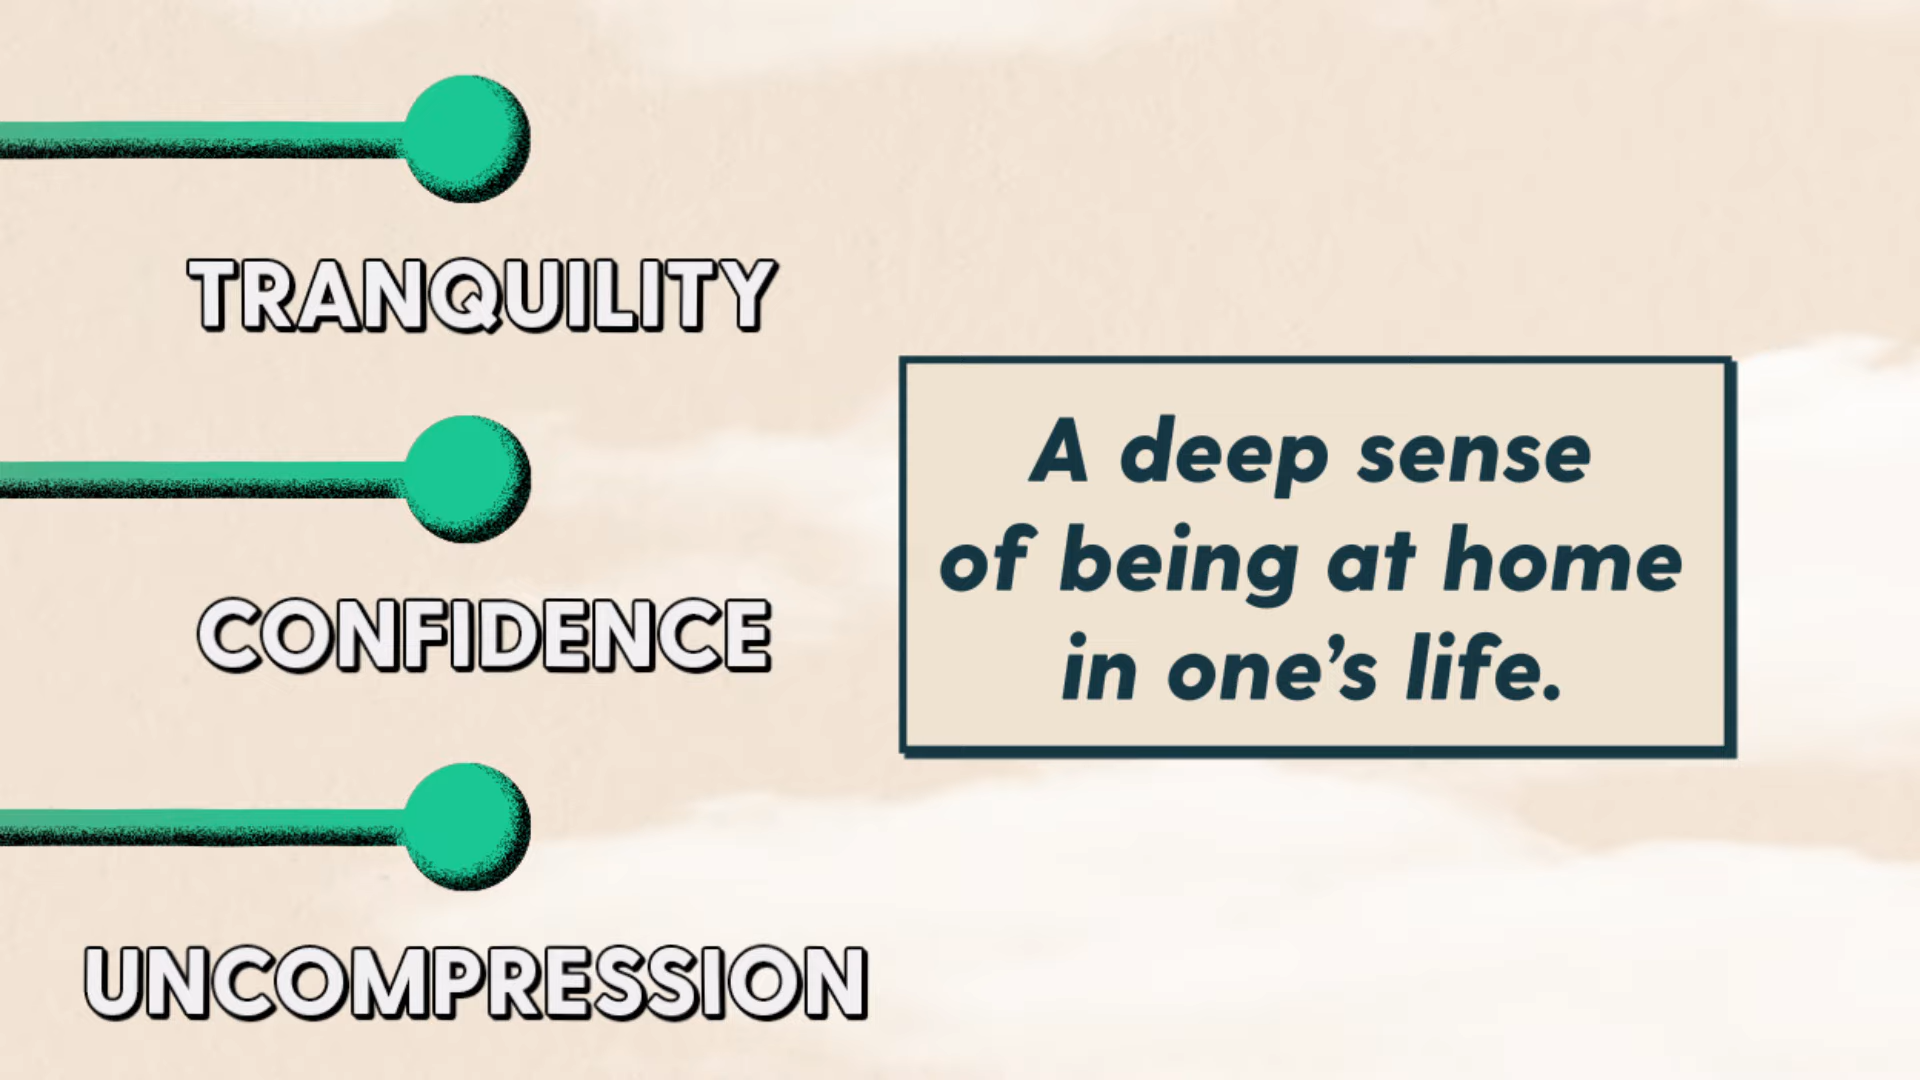 TRANQUILITY
CONFIDENCE
UNCOMPRESSION
A deep sense
of being at home
in one’s life.